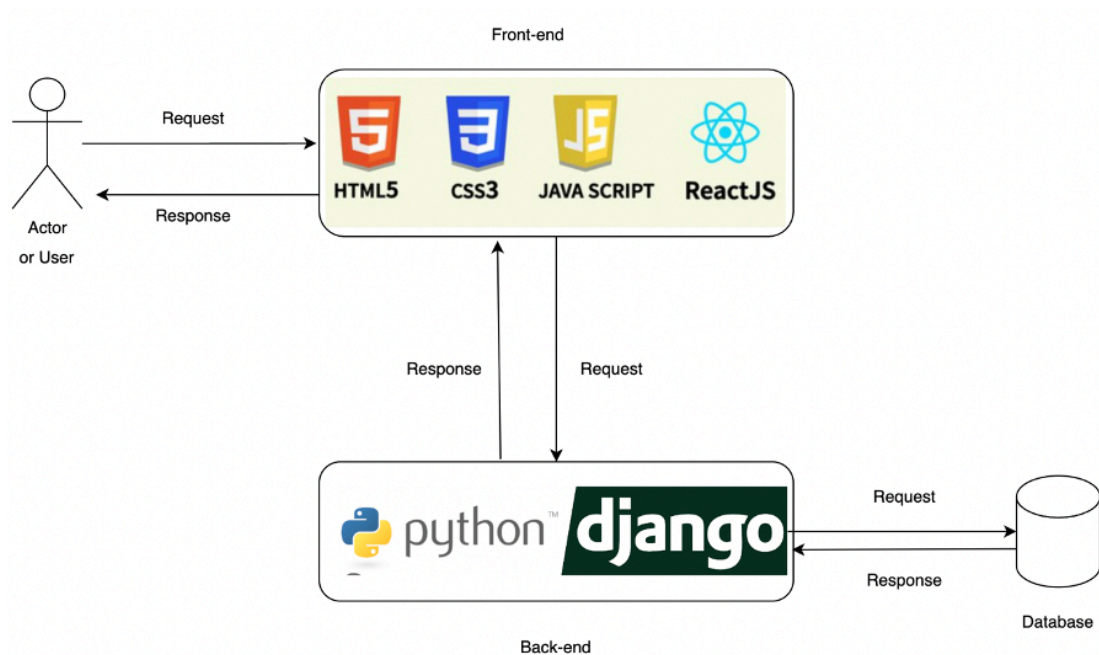 Front-end
Request
HTML5
CSS3
JAVA SCRIPT
ReactJS
Response
Actor
or User
Response
Request
python™
django
Request
Response
Database
Back-end